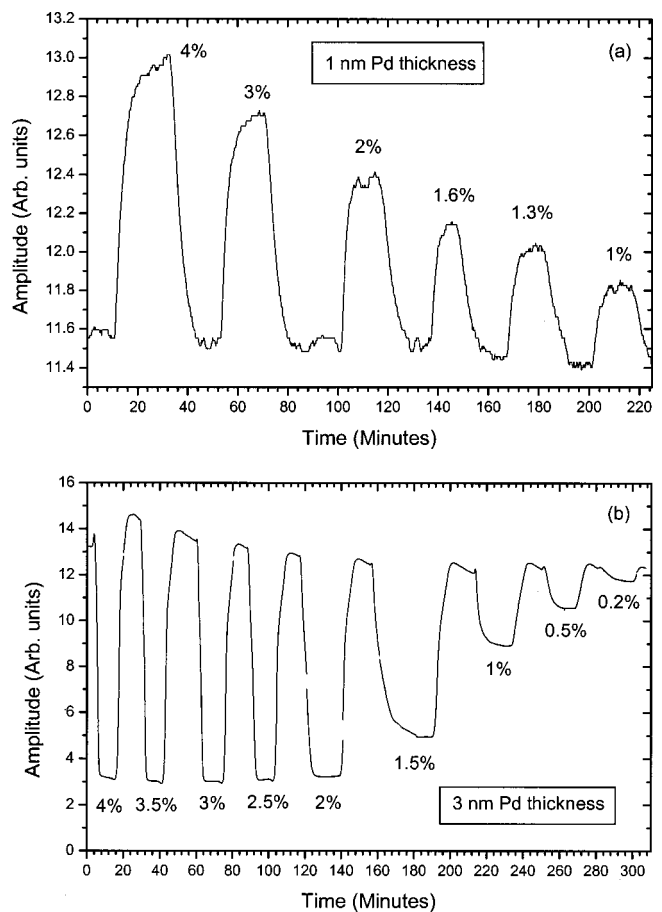 13.2
(a)
4%
13.0
1 nm Pd thickness
12.8
3%
12.6
Amplitude (Arb. units)
2%
12.4
1.6%
12.2
1.3%
12.0
1%
11.8
11.6
11.4
0 20 40 60 80 100 120 140 160 180 200 220
Time (Minutes)
16
(b)
14
12
0.2%
10
0.5%
Amplitude (Arb. units)
1%
8
6
1.5%
4
4% 3.5% 3% 2.5% 2%
3 nm Pd thickness
2
0
0 20 40 60 80 100 120 140 160 180 200 220 240 260 280 300
Time (Minutes)